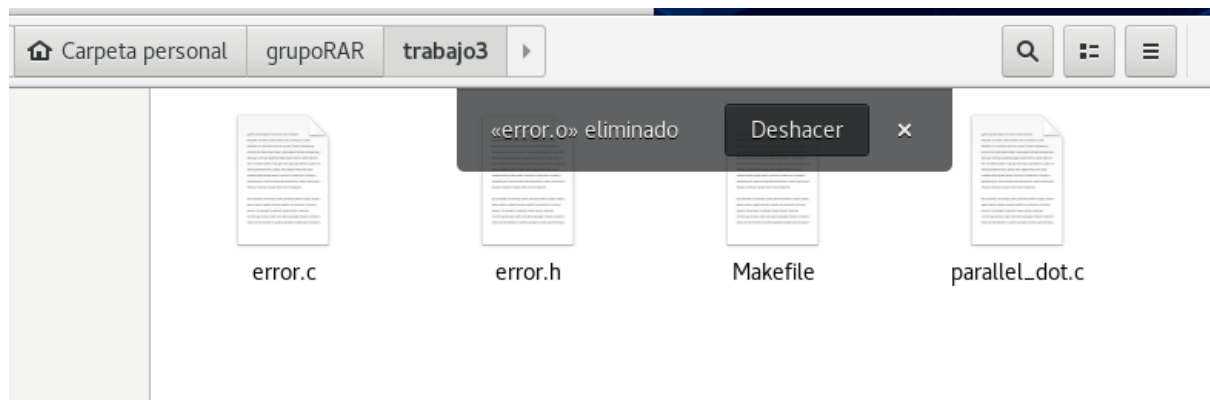 Carpeta personal grupoRAR trabajo3
«error.o» eliminado Deshacer
error.c error.h Makefile parallel_dot.c